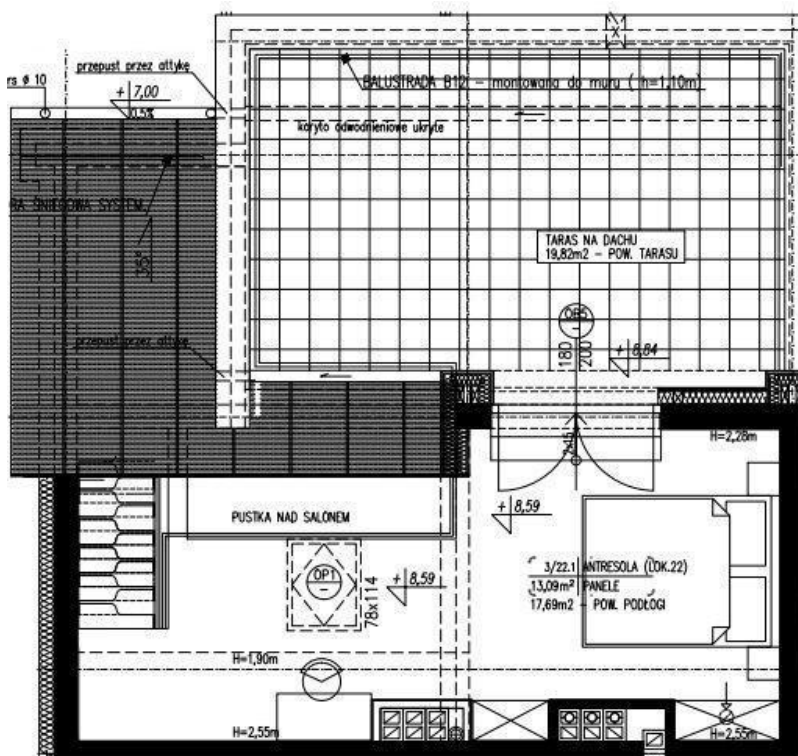 przepust przez attykę
rs ø 10
+ 7,00
0.5%
BALUSTRADA B12 - montowana do muru ( h=1,10m)
koryto odwodnieniowe ukryte
RA ŚNIEGOWA SYSTEM.
35°
TARAS NA DACHU
19,82m2 - POW. TARASU
OB5
180
200
+ 8,84
przepust przez attykę
2x15
H=2,28m
PUSTKA NAD SALONEM
+ 8,59
OP1
78x114
+ 8,59
3/22.1 ANTRESOLA (LOK.22)
13,09m² PANELE
17,69m2 - POW. PODŁOGI
H=1,90m
H=2,55m
H=2,55m